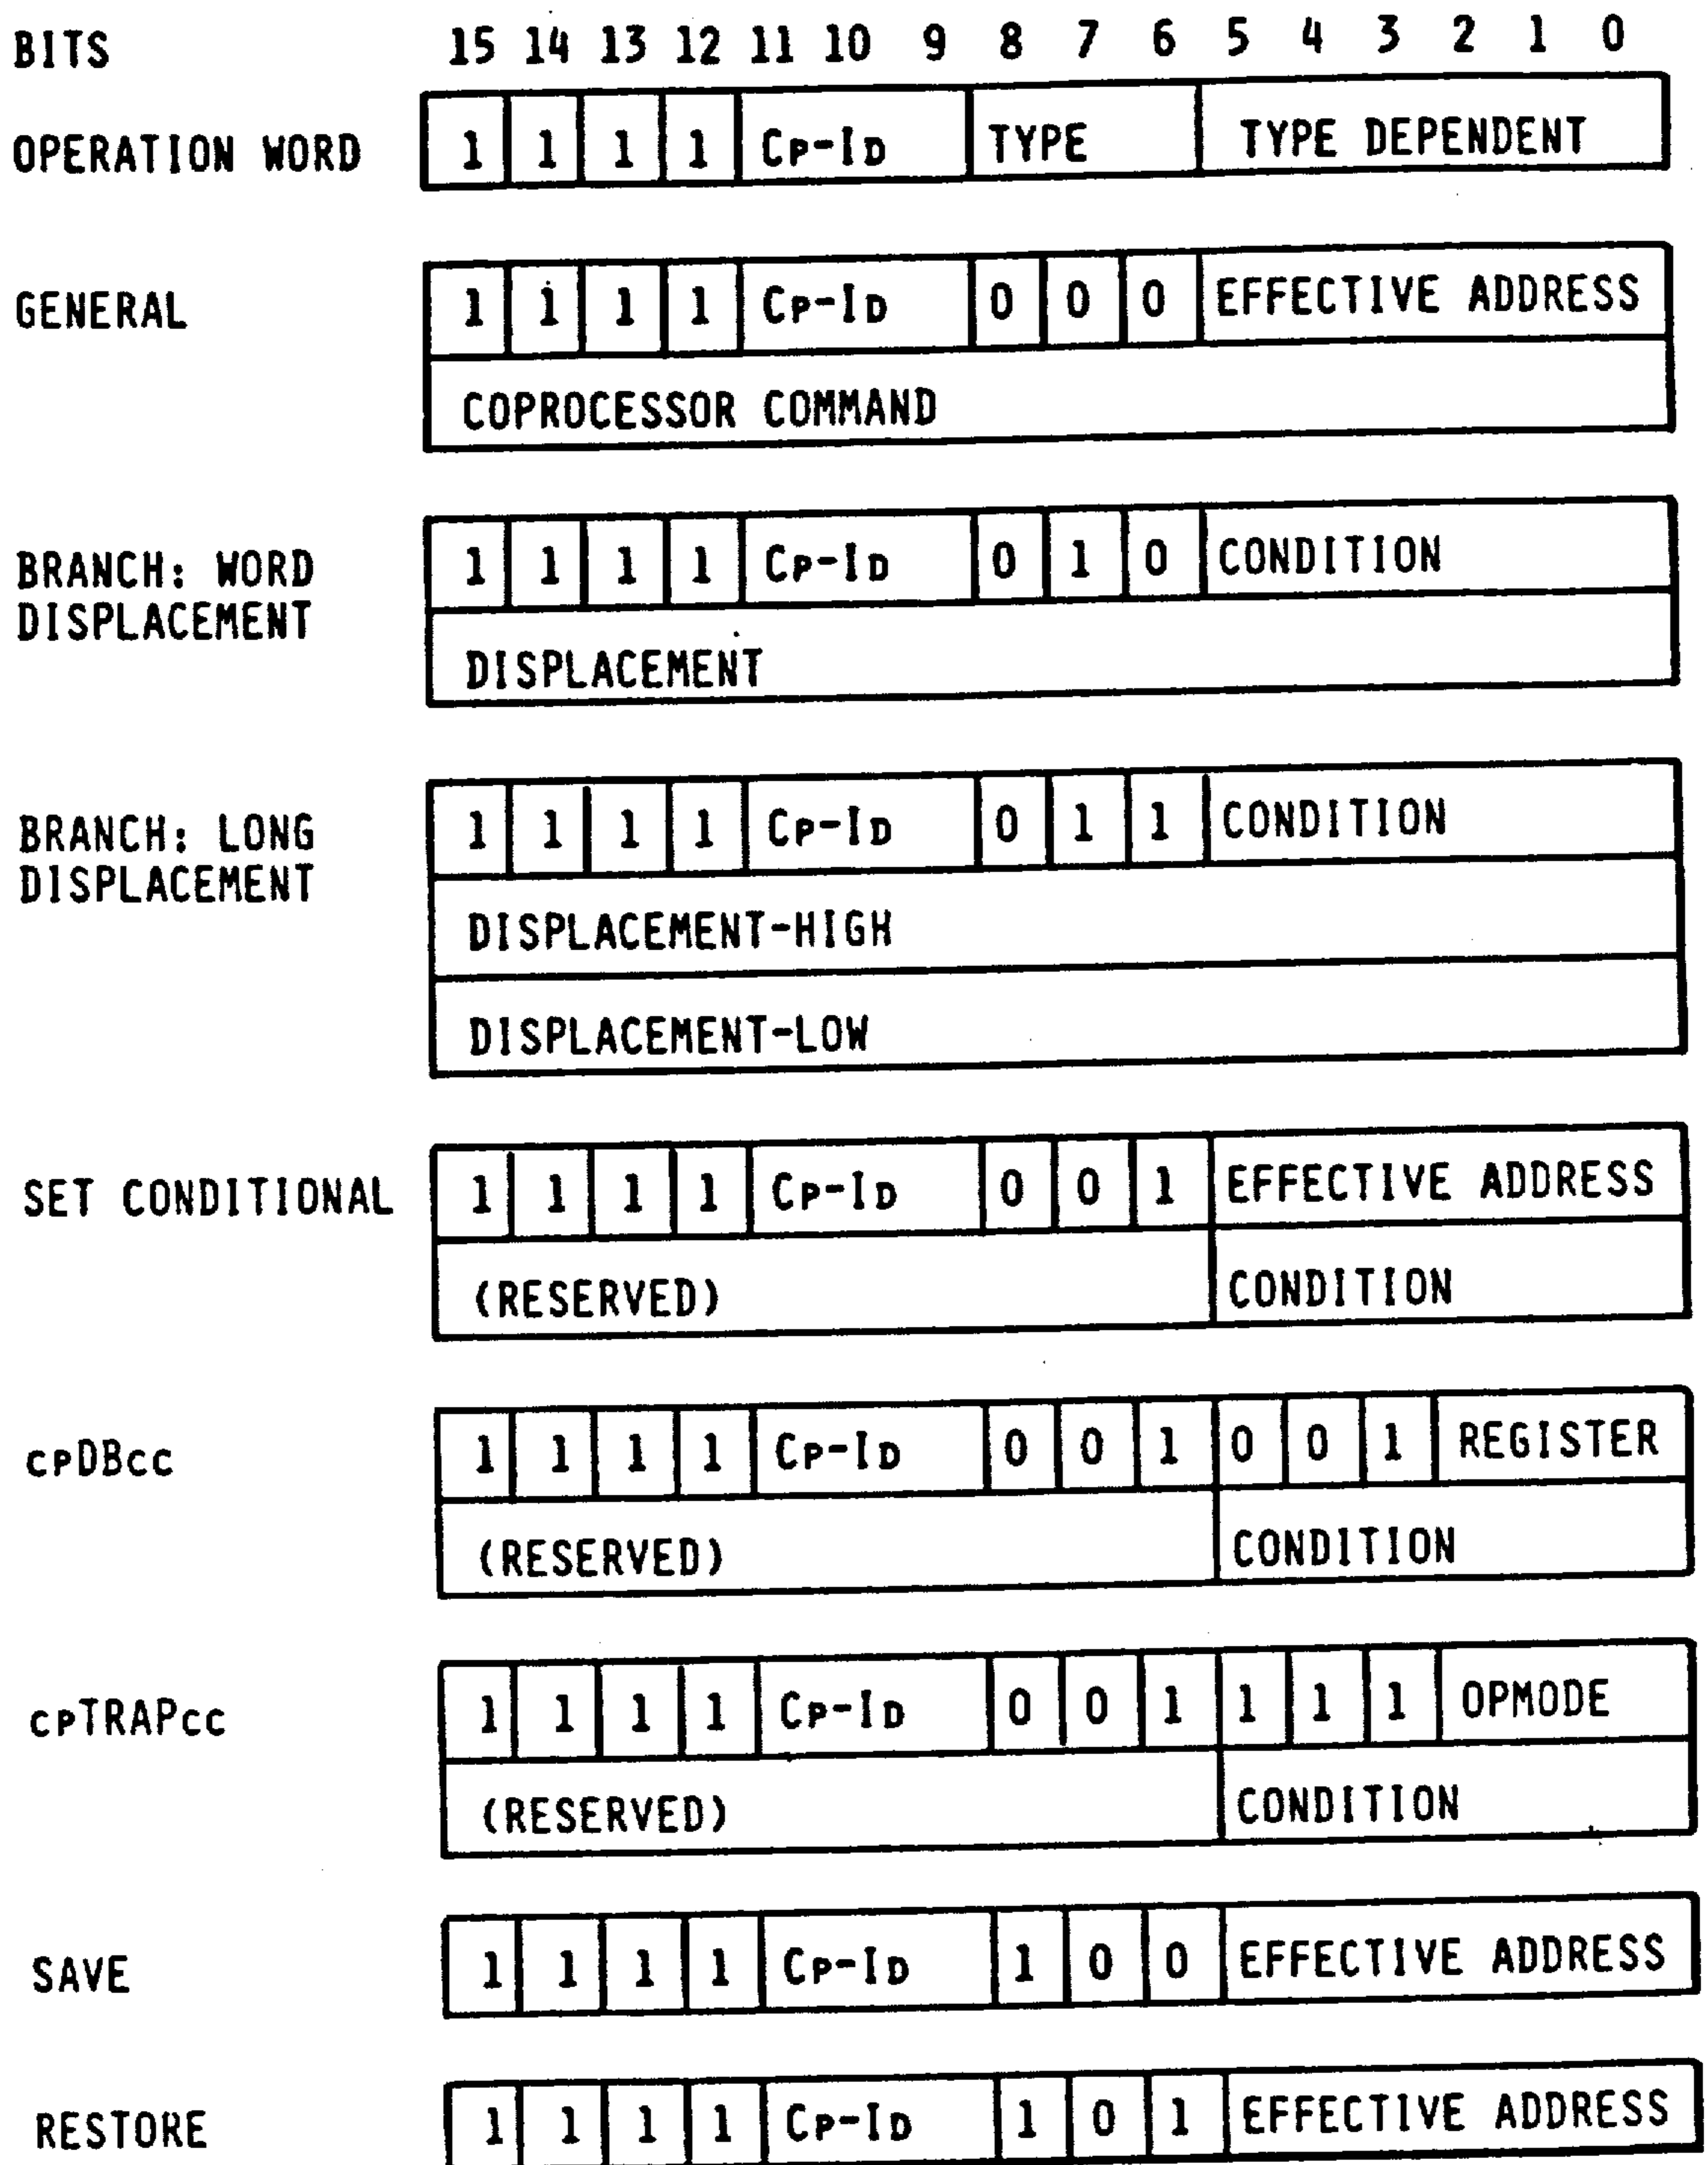 BITS 15 14 13 12 11 10 9 8 7 6 5 4 3 2 1 0
OPERATION WORD 1 1 1 1 Cp-Id TYPE TYPE DEPENDENT
GENERAL 1 1 1 1 Cp-Id 0 0 0 EFFECTIVE ADDRESS
COPROCESSOR COMMAND
BRANCH: WORD DISPLACEMENT 1 1 1 1 Cp-Id 0 1 0 CONDITION
DISPLACEMENT
BRANCH: LONG DISPLACEMENT 1 1 1 1 Cp-Id 0 1 1 CONDITION
DISPLACEMENT-HIGH
DISPLACEMENT-LOW
SET CONDITIONAL 1 1 1 1 Cp-Id 0 0 1 EFFECTIVE ADDRESS
(RESERVED) CONDITION
cpDBcc 1 1 1 1 Cp-Id 0 0 1 0 0 1 REGISTER
(RESERVED) CONDITION
cpTRAPcc 1 1 1 1 Cp-Id 0 0 1 1 1 1 OPMODE
(RESERVED) CONDITION
SAVE 1 1 1 1 Cp-Id 1 0 0 EFFECTIVE ADDRESS
RESTORE 1 1 1 1 Cp-Id 1 0 1 EFFECTIVE ADDRESS